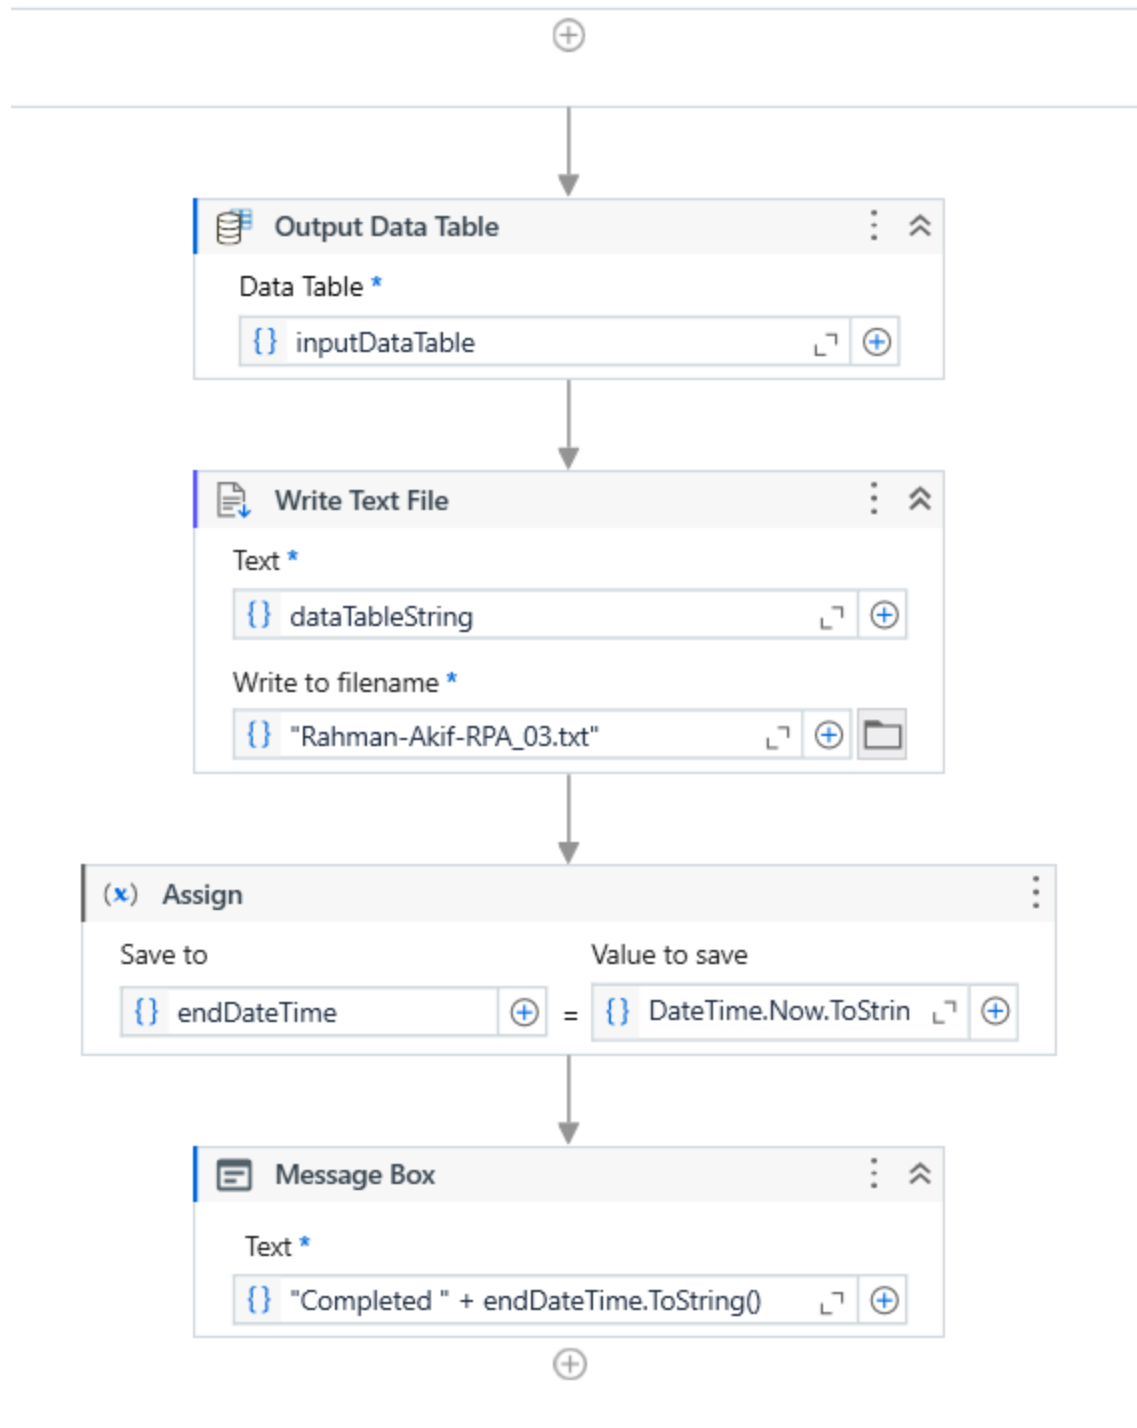 Output Data Table
Data Table *
{} inputDataTable
Write Text File
Text *
{} dataTableString
Write to filename *
{} "Rahman-Akif-RPA_03.txt"
(x) Assign
Save to
Value to save
{} endDateTime = {} DateTime.Now.ToStrin
Message Box
Text *
{} "Completed " + endDateTime.ToString()